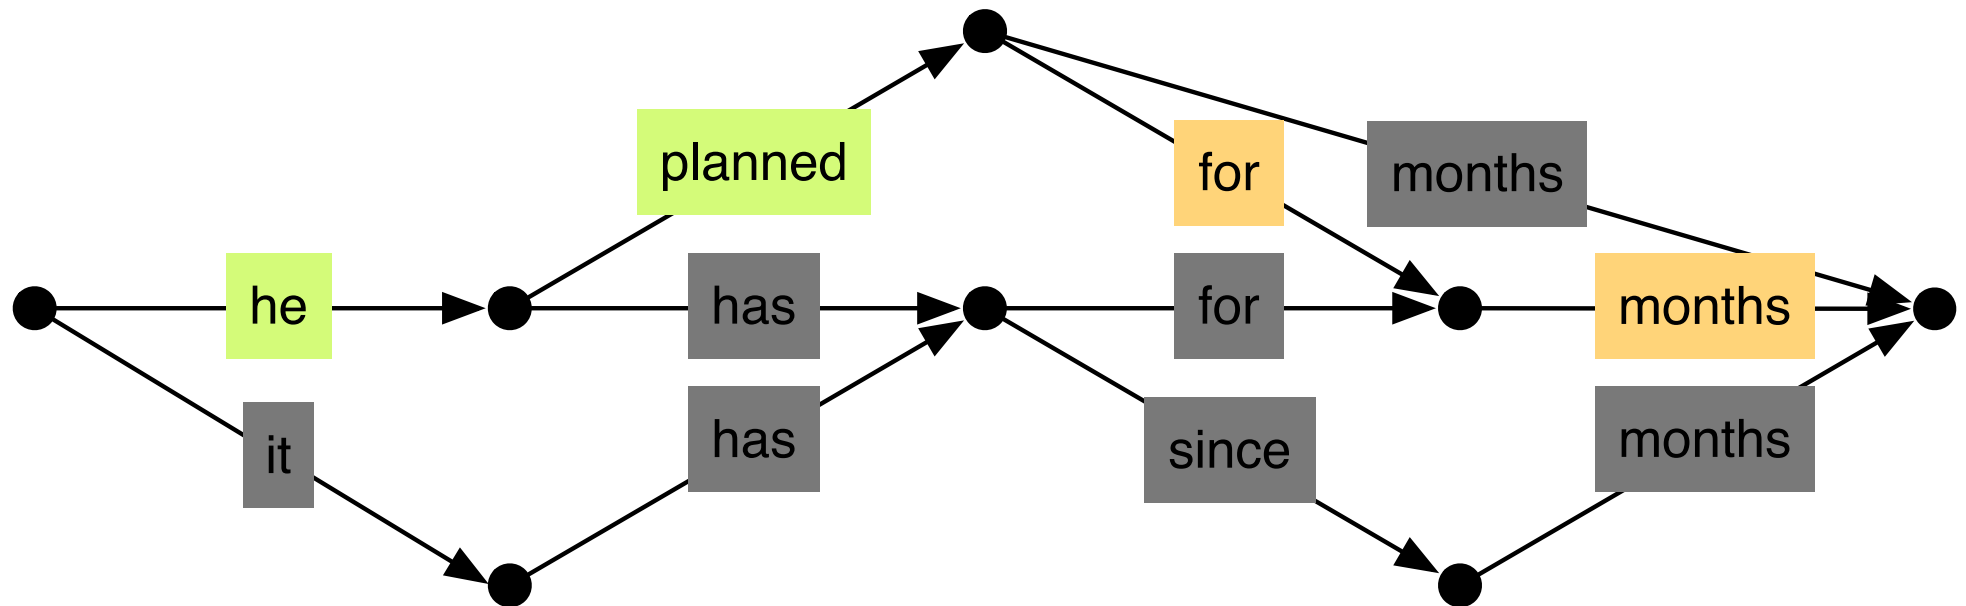 planned
for
months
he
has
for
months
it
has
since
months